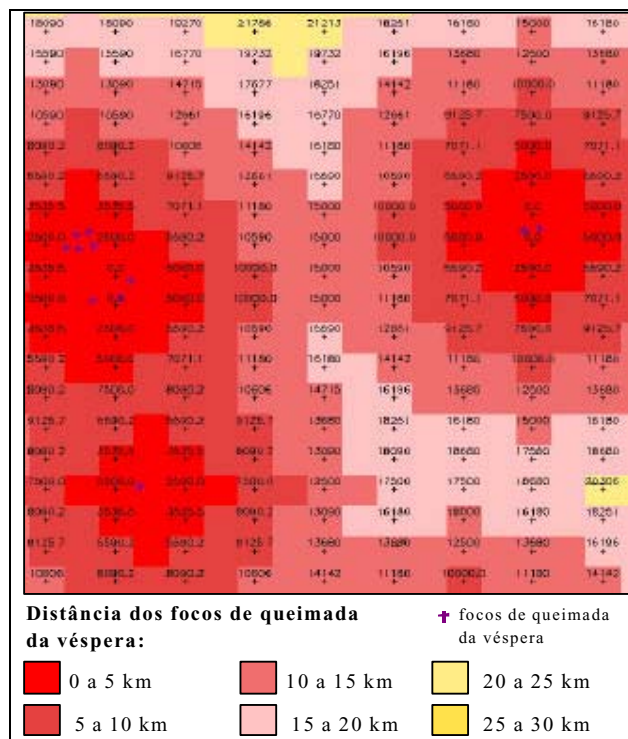 18090 18090 19270 21766 21213 18251 16180 15000 16180
15590 15590 16770 19732 19732 16196 13680 12500 13680
13090 13090 14715 17677 18251 14142 11180 10000.0 11180
10590 10590 12661 16196 16770 12661 9125.7 7500.0 9125.7
8090.2 8090.2 10606 14142 16180 11180 7071.1 5000.0 7071.1
5590.2 5590.2 9125.7 12661 15590 10590 5590.2 2500.0 5590.2
3535.5 3535.5 7071.1 11180 15000 10000.0 5000.0 5000.0
2500.0 2500.0 5590.2 10590 15000 10000.0 5000.0 0.0 5000.0
0.0 5000.0 10000.0 15000 10590 5590.2 2500.0 5590.2
2500.0 5000.0 10000.0 15000 11180 7071.1 5000.0 7071.1
3535.5 2500.0 5590.2 10590 15590 12661 9125.7 7500.0 9125.7
5590.2 5000.0 7071.1 11180 16180 14142 11180 10000.0 11180
8090.2 7500.0 8090.2 10606 14715 16196 13680 12500 13680
9125.7 5590.2 5590.2 9125.7 13680 18251 16180 15000 16180
8090.2 3535.5 3535.5 8090.2 13090 18090 18680 17500 18680
7500.0 2500.0 2500.0 7500.0 12500 17500 17500 18680
8090.2 3535.5 3535.5 8090.2 13090 16180 16180 18251
9125.7 5590.2 5590.2 9125.7 13680 13680 12500 13680 16196
10606 8090.2 8090.2 10606 14142 11180 10000.0 11180 14142
Distância dos focos de queimada
da véspera:
focos de queimada
da véspera
0 a 5 km 10 a 15 km 20 a 25 km
5 a 10 km 15 a 20 km 25 a 30 km